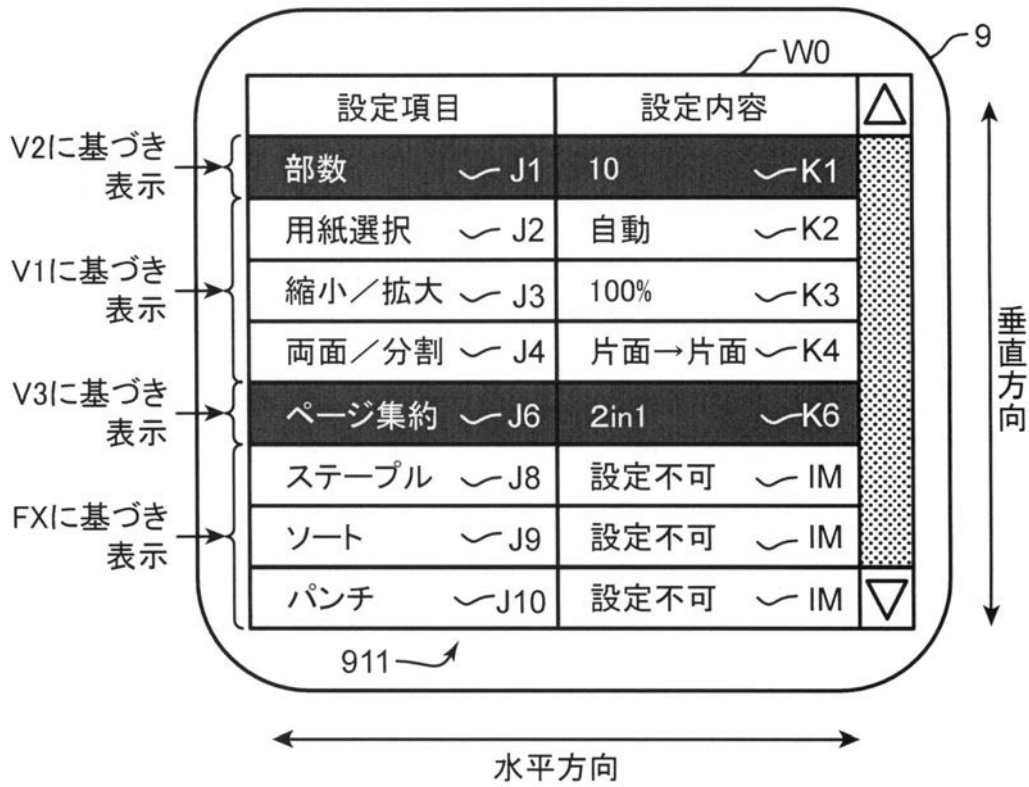 9
W0
設定項目 設定内容
V2に基づき
表示
部数 J1 10 K1
用紙選択 J2 自動 K2
V1に基づき
表示
縮小／拡大 J3 100% K3
両面／分割 J4 片面→片面 K4
V3に基づき
表示
ページ集約 J6 2in1 K6
ステープル J8 設定不可 IM
FXに基づき
表示
ソート J9 設定不可 IM
パンチ J10 設定不可 IM
垂直方向
911
水平方向